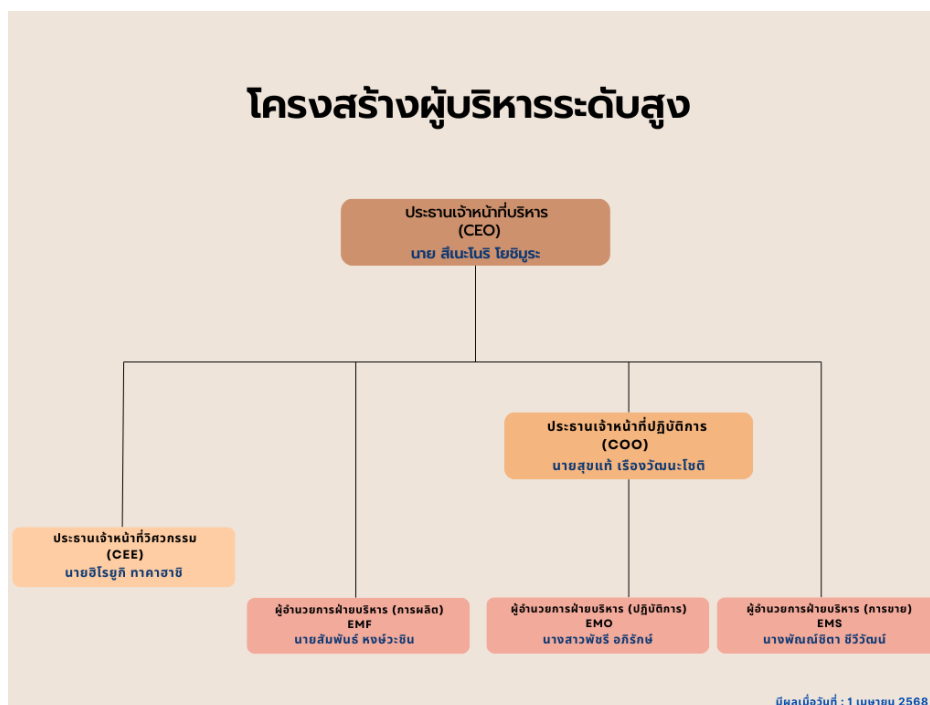 โครงสร้างผู้บริหารระดับสูง
ประธานเจ้าหน้าที่บริหาร
(CEO)
นาย สึเนะโนริ โยชิมูระ
ประธานเจ้าหน้าที่ปฏิบัติการ
(COO)
นายสุขแท้ เรืองวัฒนะโชติ
ประธานเจ้าหน้าที่วิศวกรรม
(CEE)
นายฮิโรยูกิ ทาคาฮาชิ
ผู้อำนวยการฝ่ายบริหาร (การผลิต)
EMF
นายสัมพันธ์ หงษ์วะชิน
ผู้อำนวยการฝ่ายบริหาร (ปฏิบัติการ)
EMO
นางสาวพัชรี อภิรักษ์
ผู้อำนวยการฝ่ายบริหาร (การขาย)
EMS
นางพัณณ์ชิตา ชีวีวัฒน์
มีผลเมื่อวันที่ : 1 เมษายน 2568